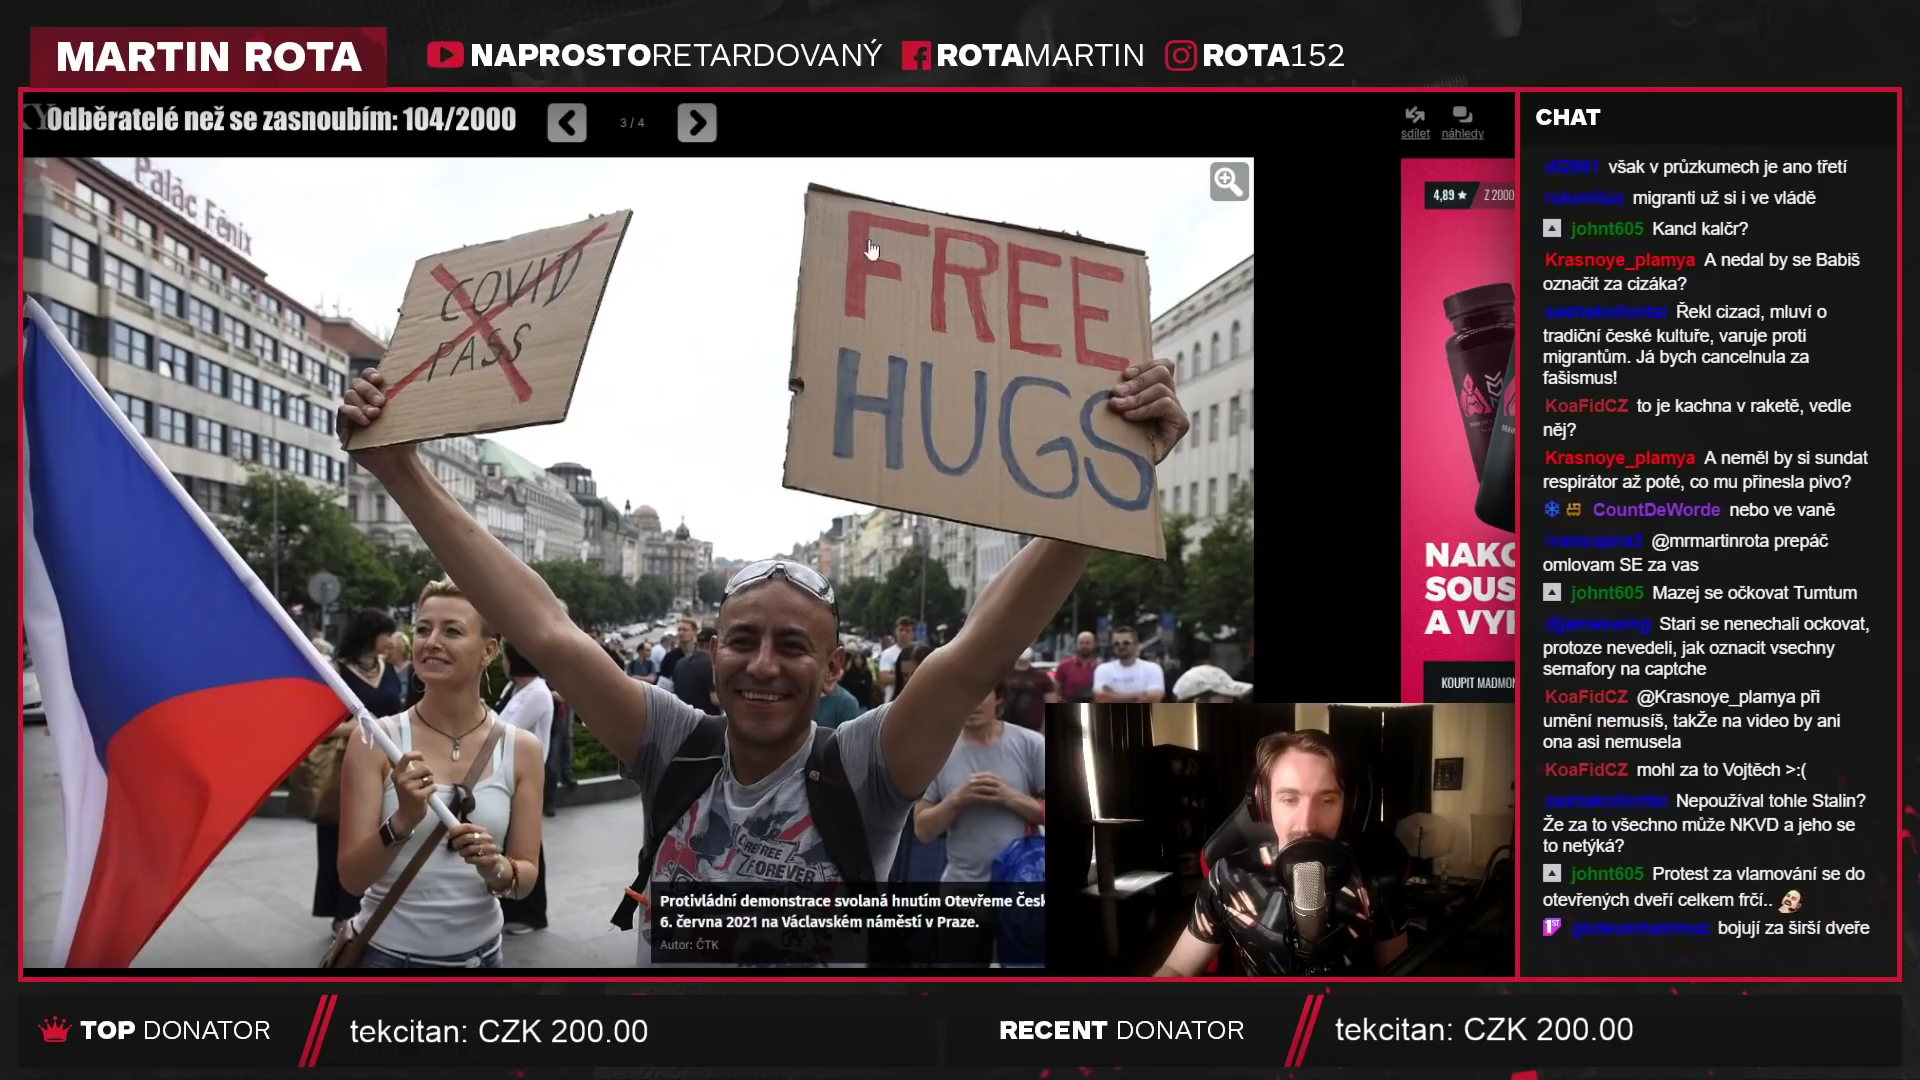 MARTIN ROTA
NAPROSTORETARDOVANÝ
ROTAMARTIN
ROTA152
Odběratelé než se zasnoubím: 104/2000
3 / 4
sdílet
náhledy
Palác Fénix
COVID
PASS
FREE
HUGS
FOREVER
4,89 ★
Z 2000
NAKO
SOUS
A VY
KOUPIT MADMON
Protivládní demonstrace svolaná hnutím Otevřeme Česk
6. června 2021 na Václavském náměstí v Praze.
Autor: ČTK
CHAT
dl2991 však v průzkumech je ano třetí
rutumitux migranti už si i ve vládě
johnt605 Kancl kalčr?
Krasnoye_plamya A nedal by se Babiš
označit za cizáka?
sashakollontai Řekl cizaci, mluví o
tradiční české kultuře, varuje proti
migrantům. Já bych cancelnula za
fašismus!
KoaFidCZ to je kachna v raketě, vedle
něj?
Krasnoye_plamya A neměl by si sundat
respirátor až poté, co mu přinesla pivo?
CountDeWorde nebo ve vaně
@mrmartinrota prepáč
omlovam SE za vas
johnt605 Mazej se očkovat Tumtum
djjameswing Stari se nenechali ockovat,
protoze nevedeli, jak oznacit vsechny
semafory na captche
KoaFidCZ @Krasnoye_plamya při
umění nemusíš, takŽe na video by ani
ona asi nemusela
KoaFidCZ mohl za to Vojtěch >:(
sashakollontai Nepoužíval tohle Stalin?
Že za to všechno může NKVD a jeho se
to netýká?
johnt605 Protest za vlamování se do
otevřených dveří celkem frčí..
1ST gluteusmaximuz bojují za širší dveře
TOP DONATOR
tekcitan: CZK 200.00
RECENT DONATOR
tekcitan: CZK 200.00